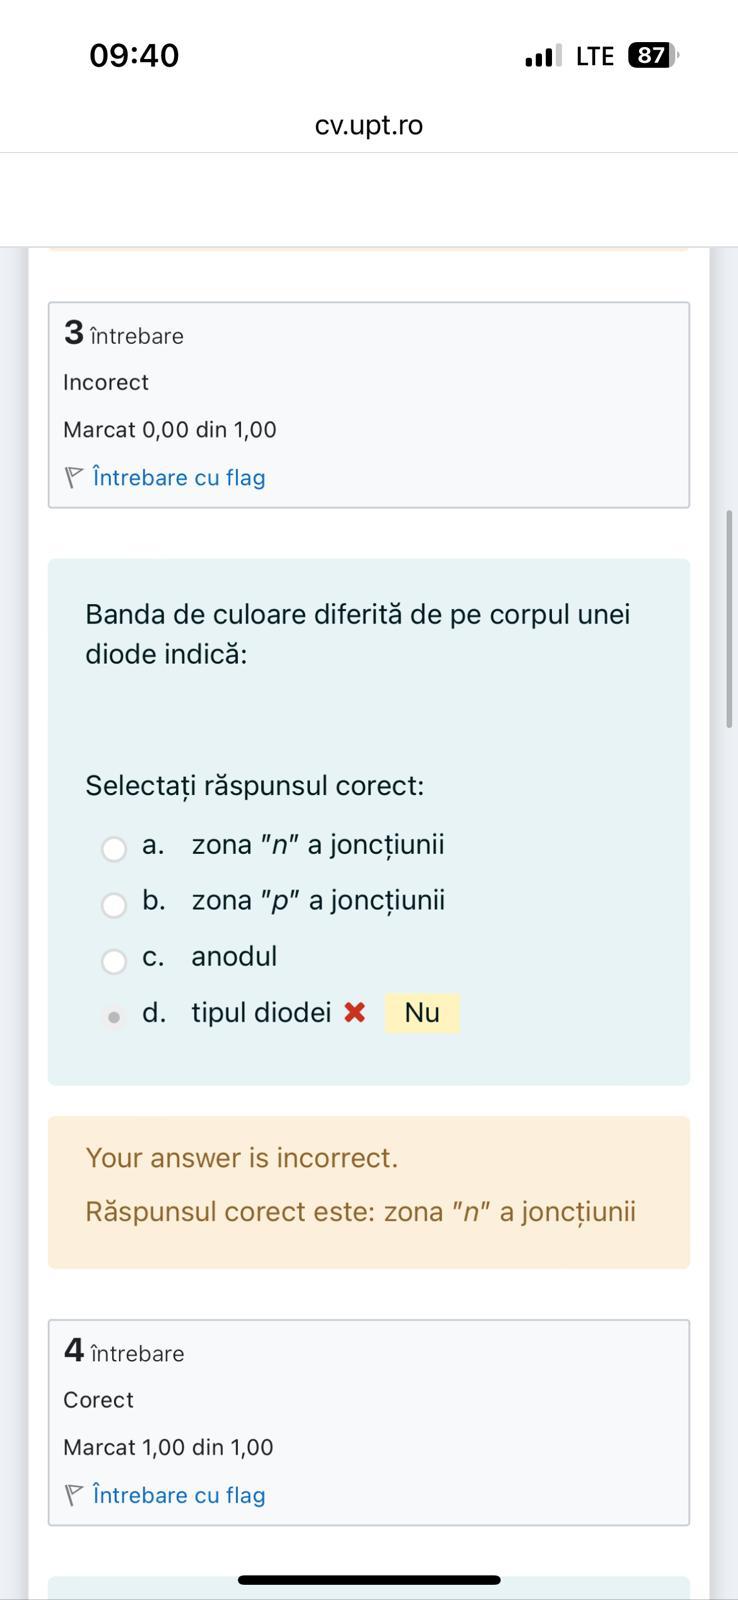 09:40
LTE 87
cv.upt.ro
3 întrebare
Incorect
Marcat 0,00 din 1,00
Întrebare cu flag
Banda de culoare diferită de pe corpul unei
diode indică:
Selectați răspunsul corect:
a. zona "n" a joncțiunii
b. zona "p" a joncțiunii
c. anodul
d. tipul diodei Nu
Your answer is incorrect.
Răspunsul corect este: zona "n" a joncțiunii
4 întrebare
Corect
Marcat 1,00 din 1,00
Întrebare cu flag